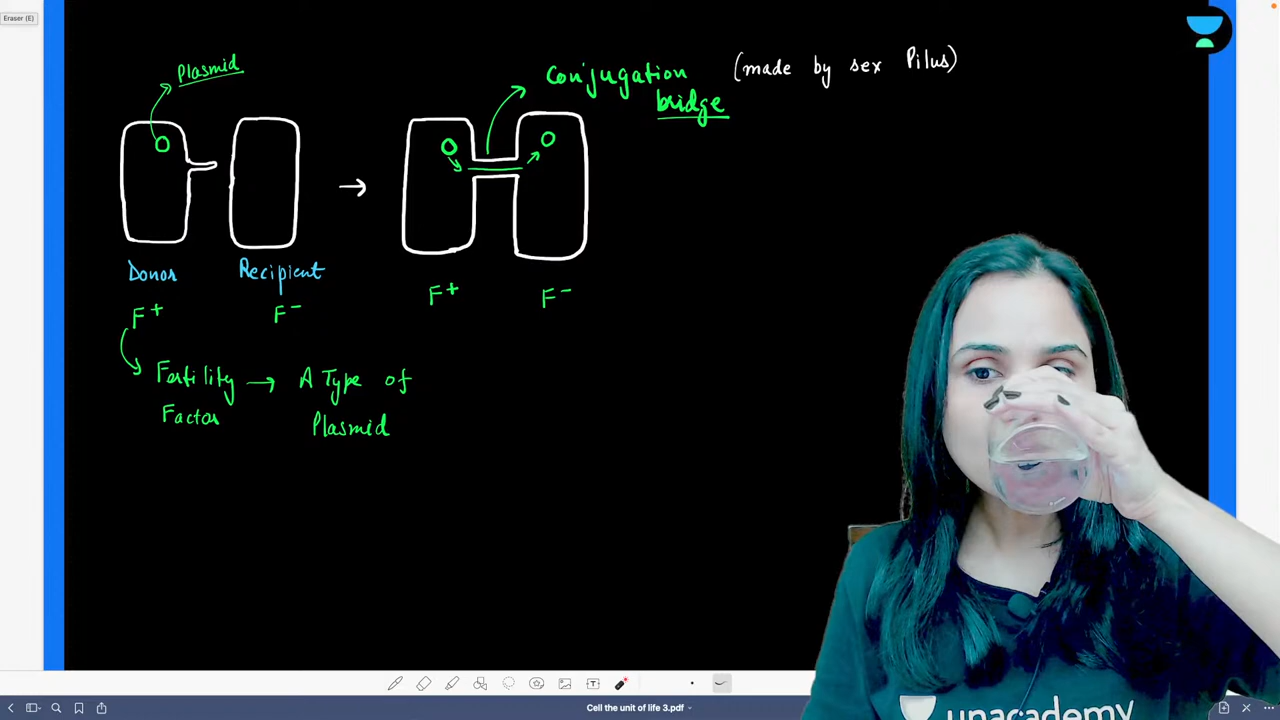 Eraser (E)
Plasmid
Conjugation
bridge
(made by sex Pilus)
Donor
Recipient
F+
F-
F+
F-
Fertility → A Type of
Factor
Plasmid
Cell the unit of life 3.pdf
unacademy